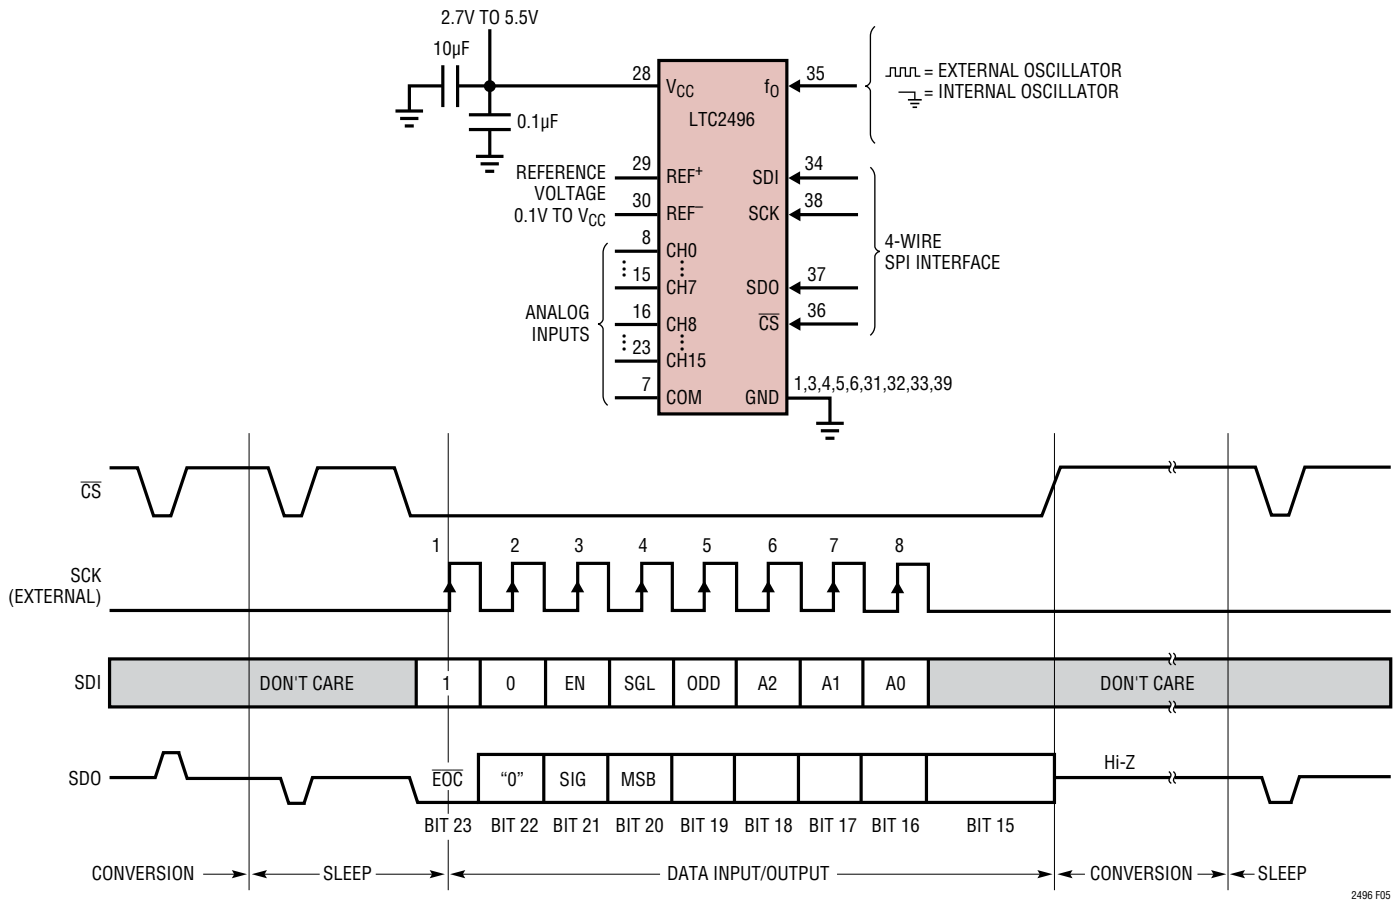 2.7V TO 5.5V
10µF
0.1µF
28
VCC
fO
35
= EXTERNAL OSCILLATOR
= INTERNAL OSCILLATOR
LTC2496
REFERENCE
VOLTAGE
0.1V TO VCC
29
REF+
30
REF–
SDI
34
SCK
38
4-WIRE
SPI INTERFACE
SDO
37
CS
36
ANALOG
INPUTS
8
CH0
15
CH7
16
CH8
23
CH15
7
COM
GND
1,3,4,5,6,31,32,33,39
CS
SCK
(EXTERNAL)
1 2 3 4 5 6 7 8
SDI
DON'T CARE 1 0 EN SGL ODD A2 A1 A0 DON'T CARE
SDO
EOC "0" SIG MSB Hi-Z
BIT 23 BIT 22 BIT 21 BIT 20 BIT 19 BIT 18 BIT 17 BIT 16 BIT 15
CONVERSION SLEEP DATA INPUT/OUTPUT CONVERSION SLEEP
2496 F05